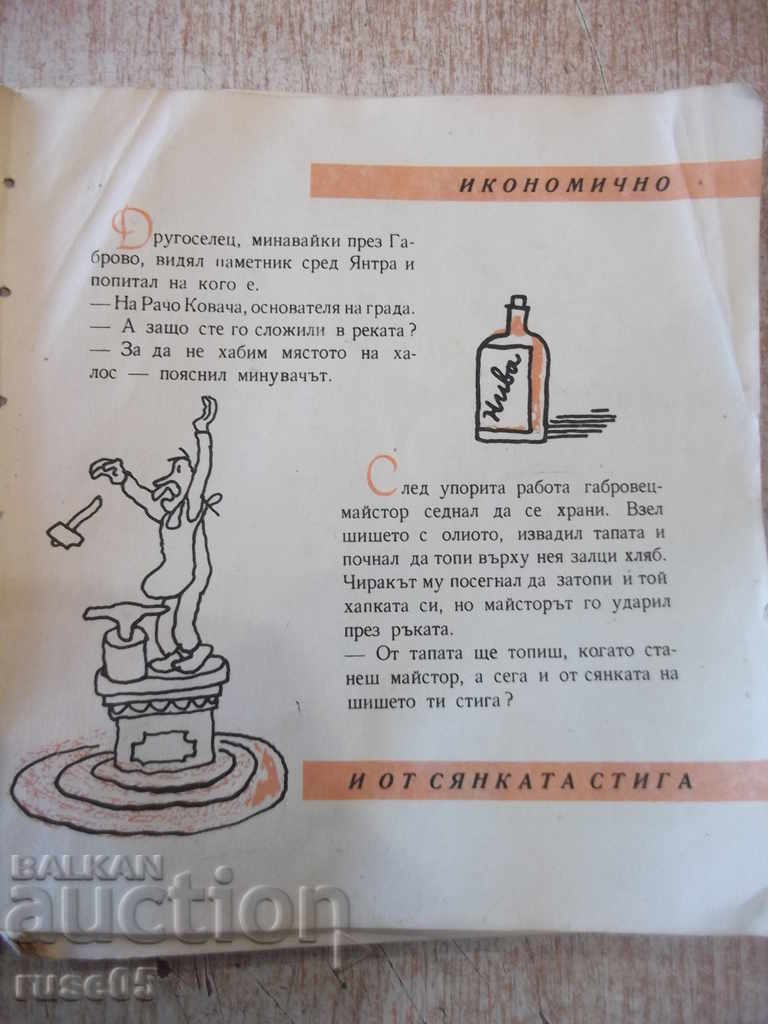 ИКОНОМИЧНО
Другоселец, минавайки през Га-
брово, видял паметник сред Янтра и
попитал на кого е.
— На Рачо Ковача, основателя на града.
— А защо сте го сложили в реката?
— За да не хабим мястото на ха-
лос — пояснил минувачът.
Нива
След упорита работа габровец-
майстор седнал да се храни. Взел
шишето с олиото, извадил тапата и
почнал да топи върху нея залци хляб.
Чиракът му посегнал да затопи и той
хапката си, но майсторът го ударил
през ръката.
— От тапата ще топиш, когато ста-
неш майстор, а сега и от сянката на
шишето ти стига?
И ОТ СЯНКАТА СТИГА
BALKAN
auction
ruse05